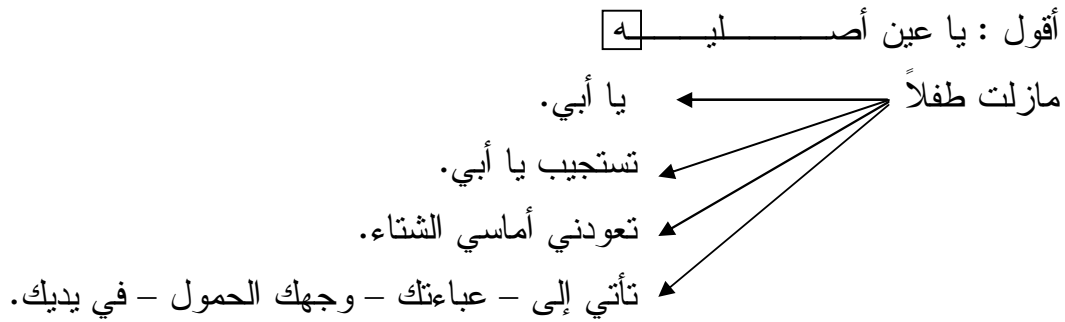 أقول : يا عين أصـــــــليـــــــه
مازلت طفلاً يا أبي.
تستجيب يا أبي.
تعودني أماسي الشتاء.
تأتي إلى – عباءتك – وجهك الحمول – في يديك.